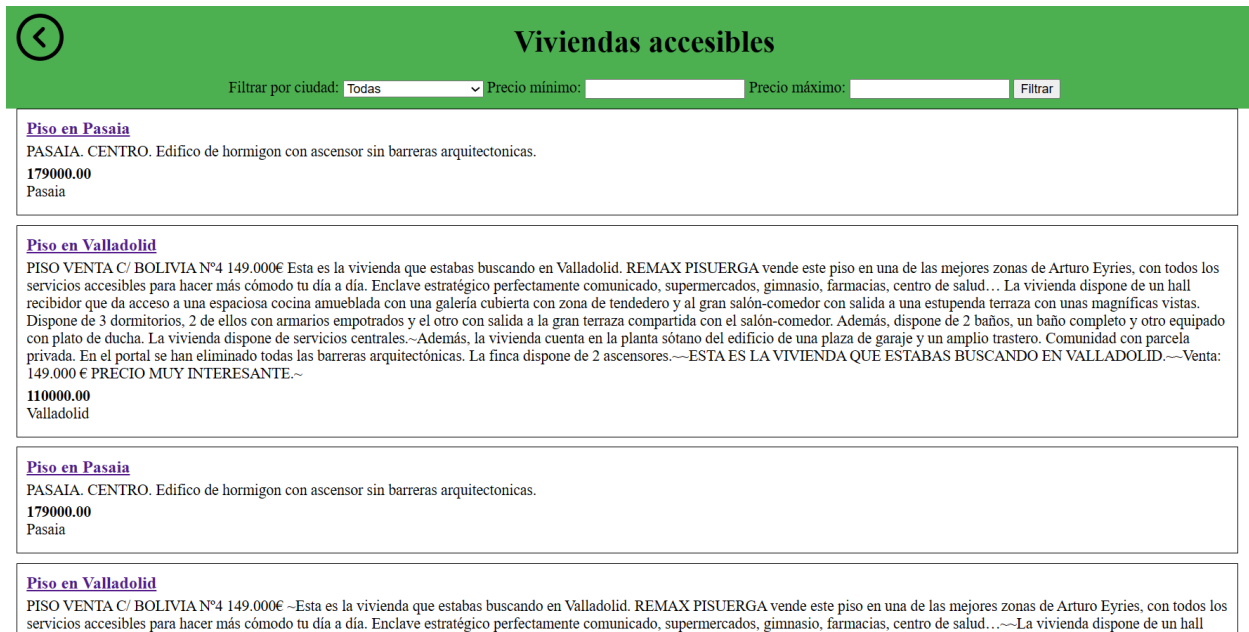 Viviendas accesibles
Filtrar por ciudad: Todas Precio mínimo: Precio máximo: Filtrar
Piso en Pasaia
PASAIA. CENTRO. Edifico de hormigon con ascensor sin barreras arquitectonicas.
179000.00
Pasaia
Piso en Valladolid
PISO VENTA C/ BOLIVIA Nº4 149.000€ Esta es la vivienda que estabas buscando en Valladolid. REMAX PISUERGA vende este piso en una de las mejores zonas de Arturo Eyries, con todos los
servicios accesibles para hacer más cómodo tu día a día. Enclave estratégico perfectamente comunicado, supermercados, gimnasio, farmacias, centro de salud… La vivienda dispone de un hall
recibidor que da acceso a una espaciosa cocina amueblada con una galería cubierta con zona de tendedero y al gran salón-comedor con salida a una estupenda terraza con unas magníficas vistas.
Dispone de 3 dormitorios, 2 de ellos con armarios empotrados y el otro con salida a la gran terraza compartida con el salón-comedor. Además, dispone de 2 baños, un baño completo y otro equipado
con plato de ducha. La vivienda dispone de servicios centrales.~Además, la vivienda cuenta en la planta sótano del edificio de una plaza de garaje y un amplio trastero. Comunidad con parcela
privada. En el portal se han eliminado todas las barreras arquitectónicas. La finca dispone de 2 ascensores.~~ESTA ES LA VIVIENDA QUE ESTABAS BUSCANDO EN VALLADOLID.~~Venta:
149.000 € PRECIO MUY INTERESANTE.~
110000.00
Valladolid
Piso en Pasaia
PASAIA. CENTRO. Edifico de hormigon con ascensor sin barreras arquitectonicas.
179000.00
Pasaia
Piso en Valladolid
PISO VENTA C/ BOLIVIA Nº4 149.000€ ~Esta es la vivienda que estabas buscando en Valladolid. REMAX PISUERGA vende este piso en una de las mejores zonas de Arturo Eyries, con todos los
servicios accesibles para hacer más cómodo tu día a día. Enclave estratégico perfectamente comunicado, supermercados, gimnasio, farmacias, centro de salud…~~La vivienda dispone de un hall